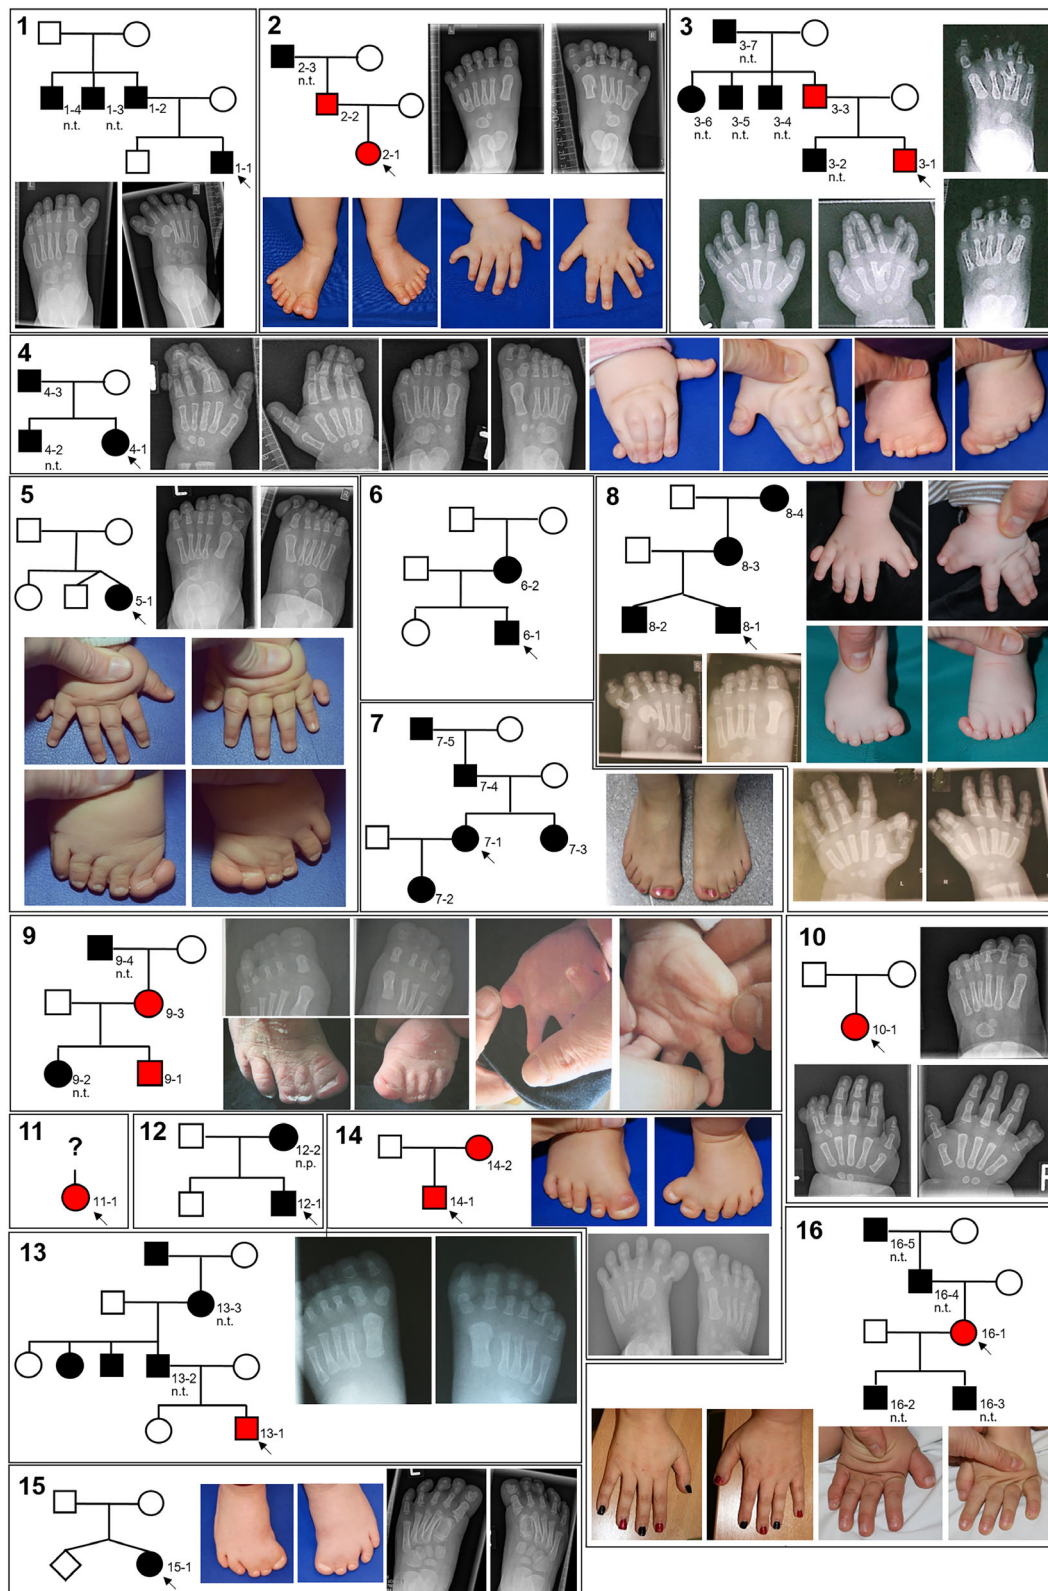 1
1-4
n.t.
1-3
n.t.
1-2
1-1
L
2
2-3
n.t.
2-2
2-1
R
3
3-7
n.t.
3-6
n.t.
3-5
n.t.
3-4
n.t.
3-3
3-2
n.t.
3-1
4
4-3
4-2
n.t.
4-1
5
5-1
L
R
6
6-2
6-1
7
7-5
7-4
7-1
7-3
7-2
8
8-4
8-3
8-2
8-1
R
L
R
9
9-4
n.t.
9-3
9-2
n.t.
9-1
10
10-1
R
11
?
11-1
12
12-2
n.p.
12-1
13
13-3
n.t.
13-2
n.t.
13-1
14
14-2
14-1
15
15-1
L
16
16-5
n.t.
16-4
n.t.
16-1
16-2
n.t.
16-3
n.t.